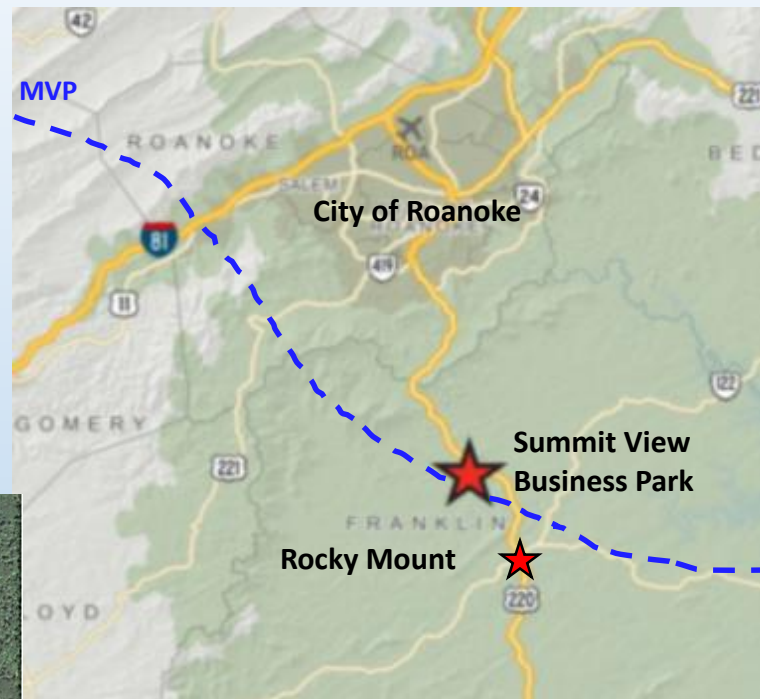 42
MVP
221
ROANOKE
BED
ROA
SALEM
24
City of Roanoke
ROANOKE
81
419
11
122
GOMERY
Summit View
Business Park
221
FRANKLIN
Rocky Mount
220
LOYD